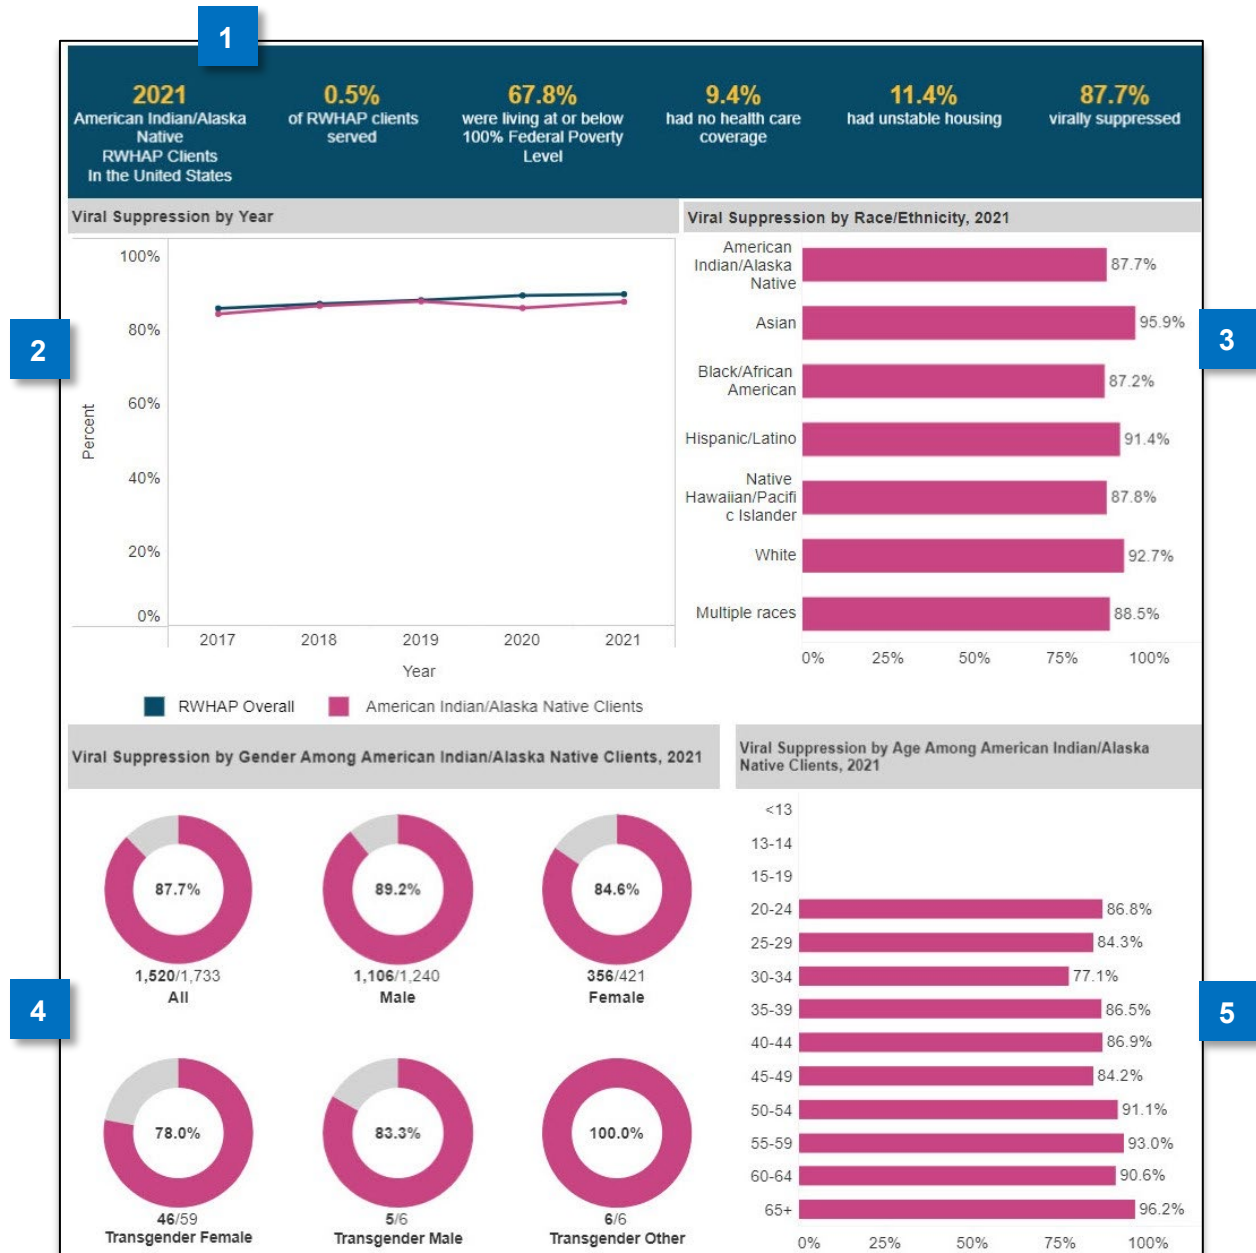 1
2021
American Indian/Alaska
Native
RWHAP Clients
In the United States
0.5%
of RWHAP clients
served
67.8%
were living at or below
100% Federal Poverty
Level
9.4%
had no health care
coverage
11.4%
had unstable housing
87.7%
virally suppressed
Viral Suppression by Year
2
100%
80%
60%
40%
20%
0%
Percent
2017
2018
2019
2020
2021
Year
RWHAP Overall
American Indian/Alaska Native Clients
Viral Suppression by Race/Ethnicity, 2021
3
American
Indian/Alaska
Native
87.7%
Asian
95.9%
Black/African
American
87.2%
Hispanic/Latino
91.4%
Native
Hawaiian/Pacifi
c Islander
87.8%
White
92.7%
Multiple races
88.5%
0%
25%
50%
75%
100%
Viral Suppression by Gender Among American Indian/Alaska Native Clients, 2021
4
87.7%
1,520/1,733
All
89.2%
1,106/1,240
Male
84.6%
356/421
Female
78.0%
46/59
Transgender Female
83.3%
5/6
Transgender Male
100.0%
6/6
Transgender Other
Viral Suppression by Age Among American Indian/Alaska
Native Clients, 2021
5
<13
13-14
15-19
20-24
86.8%
25-29
84.3%
30-34
77.1%
35-39
86.5%
40-44
86.9%
45-49
84.2%
50-54
91.1%
55-59
93.0%
60-64
90.6%
65+
96.2%
0%
25%
50%
75%
100%